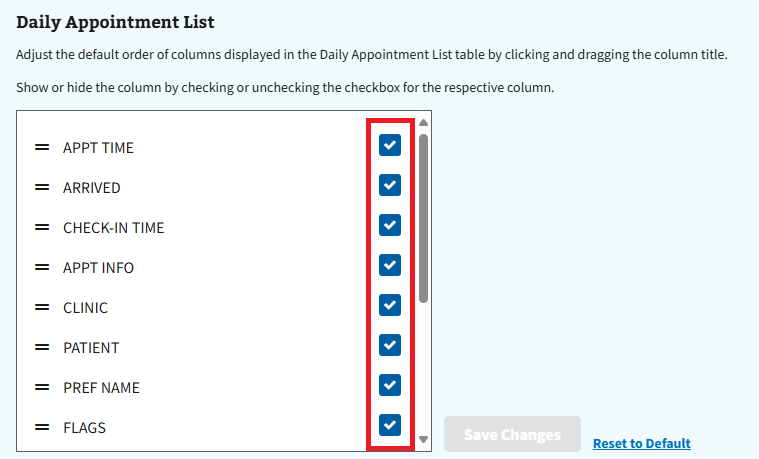 Daily Appointment List
Adjust the default order of columns displayed in the Daily Appointment List table by clicking and dragging the column title.
Show or hide the column by checking or unchecking the checkbox for the respective column.
APPT TIME
ARRIVED
CHECK-IN TIME
APPT INFO
CLINIC
PATIENT
PREF NAME
FLAGS
Save Changes
Reset to Default